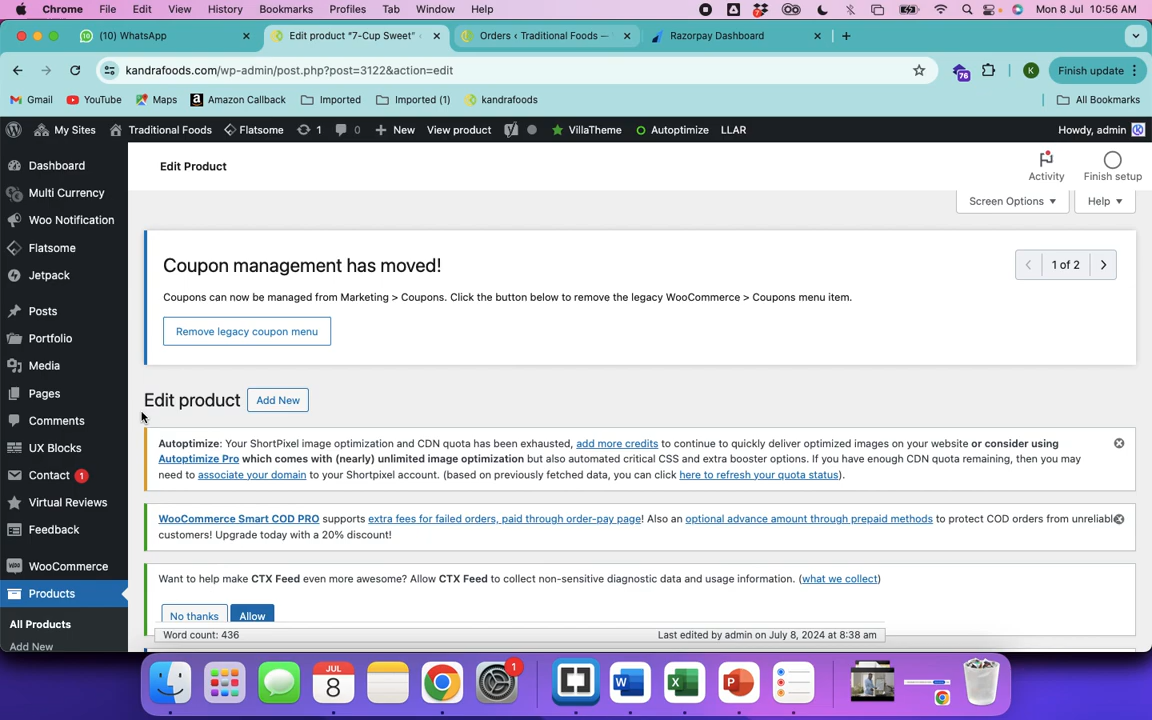 Chrome File Edit View History Bookmarks Profiles Tab Window Help Mon 8 Jul 10:56 AM
(10) WhatsApp Edit product "7-Cup Sweet" Orders ‹ Traditional Foods — Razorpay Dashboard
kandrafoods.com/wp-admin/post.php?post=3122&action=edit 76 K Finish update
Gmail YouTube Maps Amazon Callback Imported Imported (1) kandrafoods All Bookmarks
My Sites Traditional Foods Flatsome 1 0 New View product VillaTheme Autoptimize LLAR Howdy, admin
Dashboard
Multi Currency
Woo Notification
Flatsome
Jetpack
Posts
Portfolio
Media
Pages
Comments
UX Blocks
Contact 1
Virtual Reviews
Feedback
WooCommerce
Products
All Products
Add New
Edit Product
Activity Finish setup
Screen Options Help
Coupon management has moved!
1 of 2
Coupons can now be managed from Marketing > Coupons. Click the button below to remove the legacy WooCommerce > Coupons menu item.
Remove legacy coupon menu
Edit product Add New
Autoptimize: Your ShortPixel image optimization and CDN quota has been exhausted, add more credits to continue to quickly deliver optimized images on your website or consider using
Autoptimize Pro which comes with (nearly) unlimited image optimization but also automated critical CSS and extra booster options. If you have enough CDN quota remaining, then you may
need to associate your domain to your Shortpixel account. (based on previously fetched data, you can click here to refresh your quota status).
WooCommerce Smart COD PRO supports extra fees for failed orders, paid through order-pay page! Also an optional advance amount through prepaid methods to protect COD orders from unreliable
customers! Upgrade today with a 20% discount!
Want to help make CTX Feed even more awesome? Allow CTX Feed to collect non-sensitive diagnostic data and usage information. (what we collect)
No thanks Allow
Word count: 436 Last edited by admin on July 8, 2024 at 8:38 am
JUL
8
1